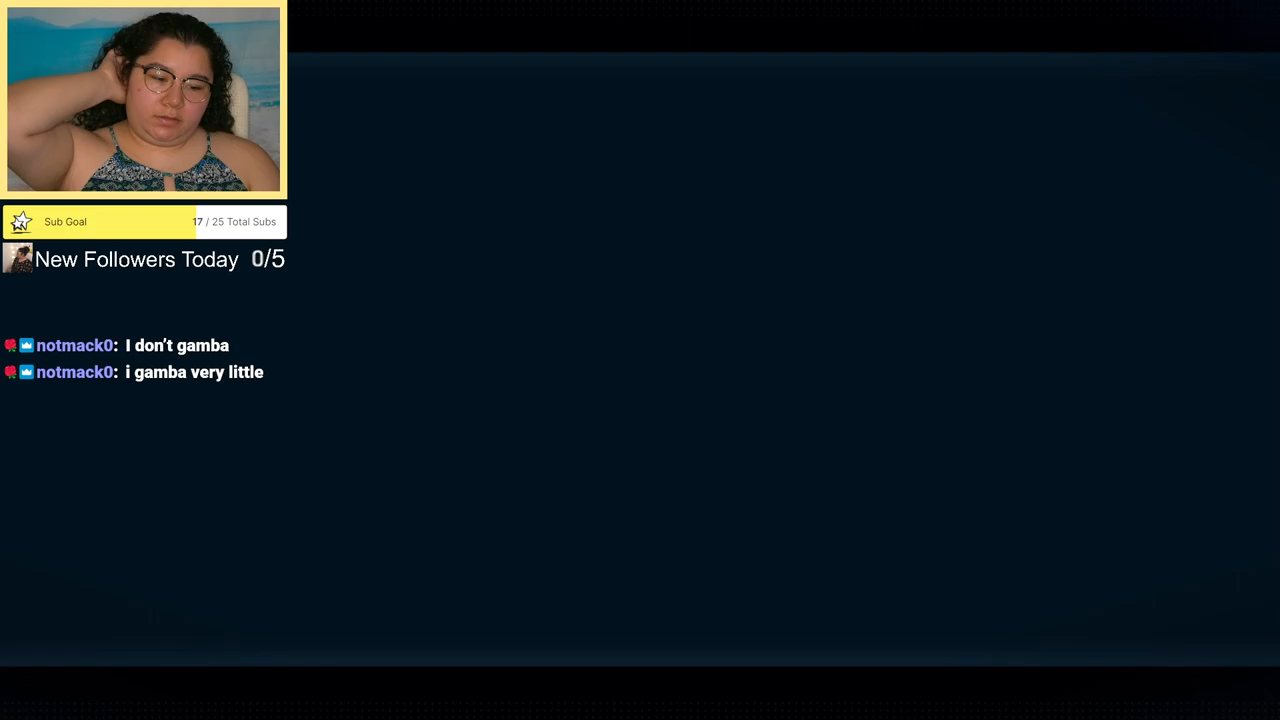 Sub Goal 17 / 25 Total Subs
New Followers Today 0/5
notmack0: I don’t gamba
notmack0: i gamba very little